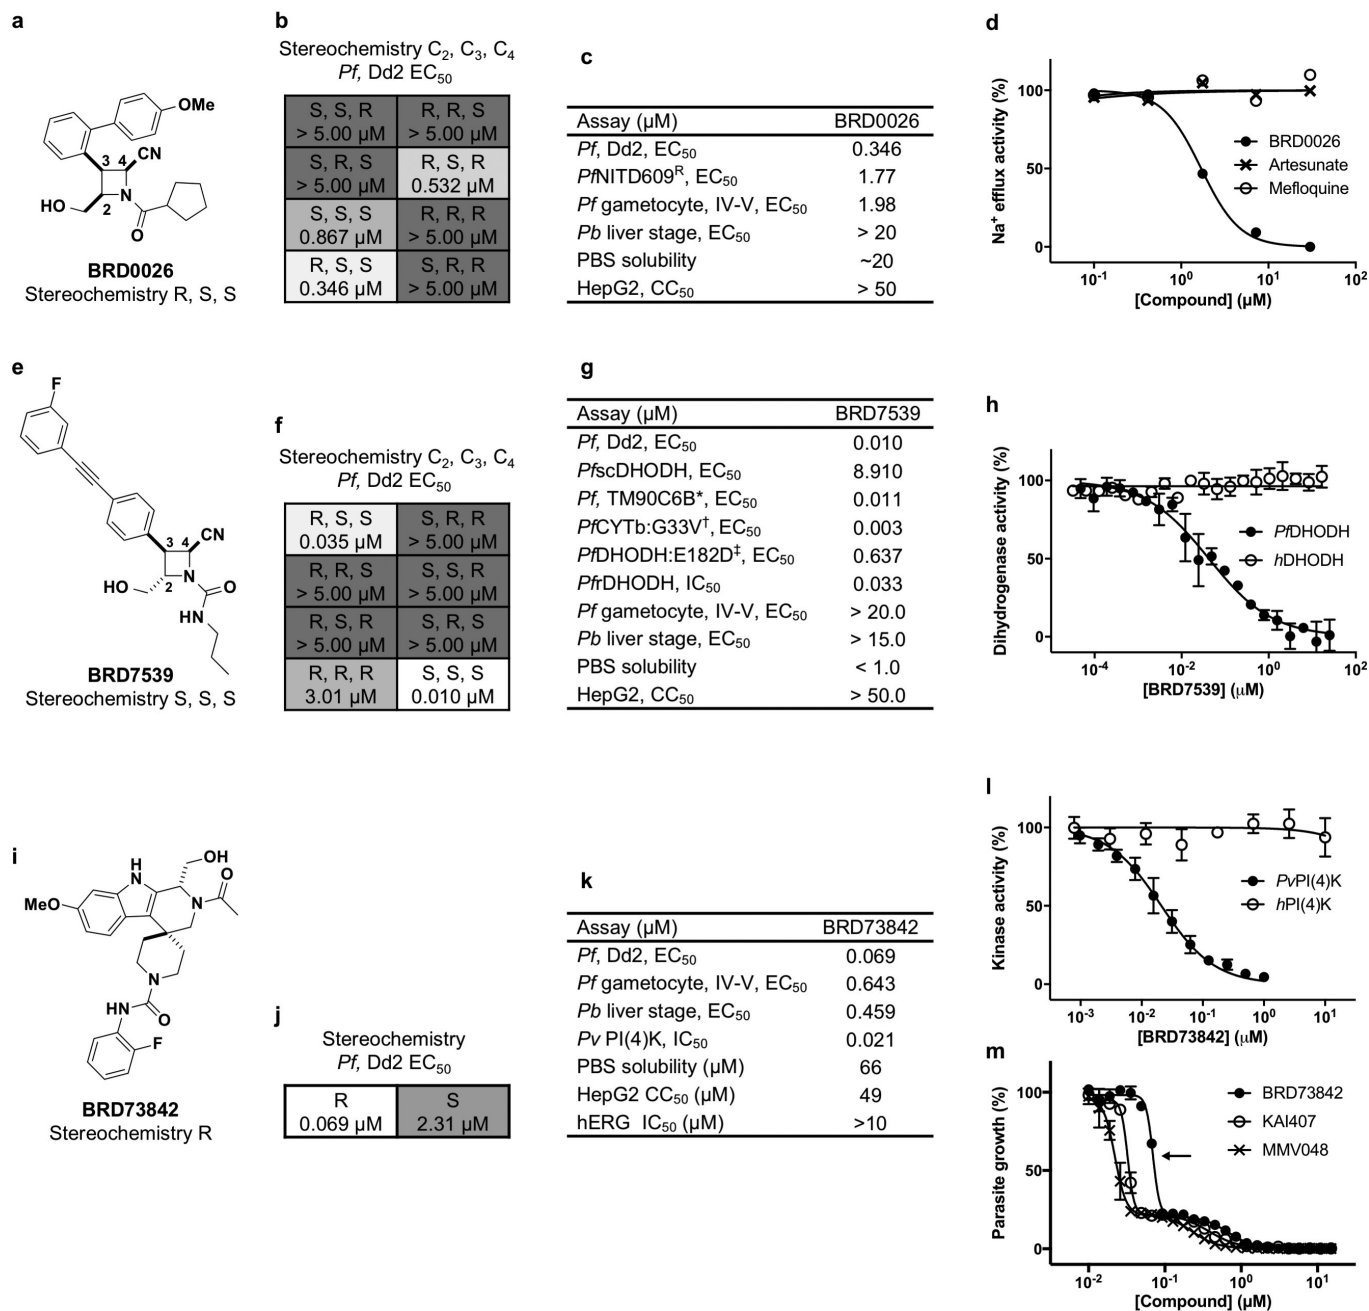 a
OMe
3
4
CN
HO
2
N
O
BRD0026
Stereochemistry R, S, S
b
Stereochemistry C2, C3, C4
Pf, Dd2 EC50
S, S, R
> 5.00 µM
R, R, S
> 5.00 µM
S, R, S
> 5.00 µM
R, S, R
0.532 µM
S, S, S
0.867 µM
R, R, R
> 5.00 µM
R, S, S
0.346 µM
S, R, R
> 5.00 µM
c
Assay (µM) BRD0026
Pf, Dd2, EC50 0.346
PfNITD609R, EC50 1.77
Pf gametocyte, IV-V, EC50 1.98
Pb liver stage, EC50 > 20
PBS solubility ~20
HepG2, CC50 > 50
d
Na+ efflux activity (%)
100
50
0
BRD0026
Artesunate
Mefloquine
10-1 100 101 102
[Compound] (µM)
e
F
3
4
CN
HO
2
N
O
HN
BRD7539
Stereochemistry S, S, S
f
Stereochemistry C2, C3, C4
Pf, Dd2 EC50
R, S, S
0.035 µM
S, R, R
> 5.00 µM
R, R, S
> 5.00 µM
S, S, R
> 5.00 µM
R, S, R
> 5.00 µM
S, R, S
> 5.00 µM
R, R, R
3.01 µM
S, S, S
0.010 µM
g
Assay (µM) BRD7539
Pf, Dd2, EC50 0.010
PfscDHODH, EC50 8.910
Pf, TM90C6B*, EC50 0.011
PfCYTb:G33V†, EC50 0.003
PfDHODH:E182D‡, EC50 0.637
PfrDHODH, IC50 0.033
Pf gametocyte, IV-V, EC50 > 20.0
Pb liver stage, EC50 > 15.0
PBS solubility < 1.0
HepG2, CC50 > 50.0
h
Dihydrogenase activity (%)
100
50
0
PfDHODH
hDHODH
10-4 10-2 100 102
[BRD7539] (µM)
i
H
N
OH
O
MeO
N
N
HN
O
F
BRD73842
Stereochemistry R
j
Stereochemistry
Pf, Dd2 EC50
R
0.069 µM
S
2.31 µM
k
Assay (µM) BRD73842
Pf, Dd2, EC50 0.069
Pf gametocyte, IV-V, EC50 0.643
Pb liver stage, EC50 0.459
Pv PI(4)K, IC50 0.021
PBS solubility (µM) 66
HepG2 CC50 (µM) 49
hERG IC50 (µM) >10
l
Kinase activity (%)
100
50
0
PvPI(4)K
hPI(4)K
10-3 10-2 10-1 100 101
[BRD73842] (µM)
m
Parasite growth (%)
100
50
0
BRD73842
KAI407
MMV048
10-2 10-1 100 101
[Compound] (µM)